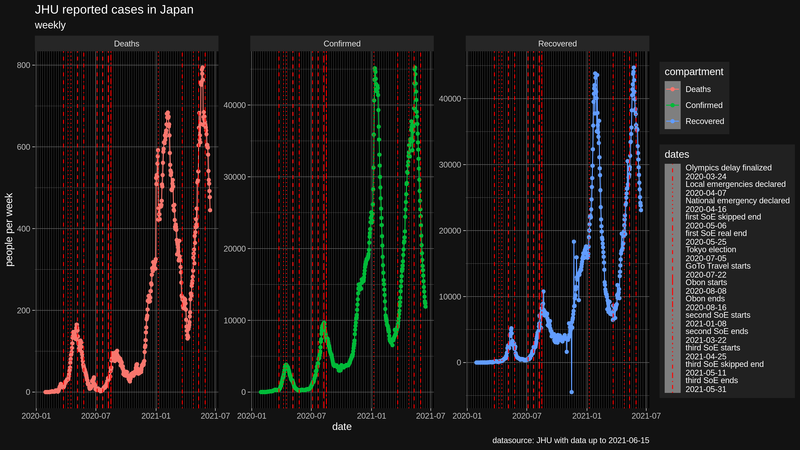 JHU reported cases in Japan
weekly
Deaths
Confirmed
Recovered
people per week
800
600
400
200
0
2020-01
2020-07
2021-01
2021-07
40000
30000
20000
10000
0
2020-01
2020-07
2021-01
2021-07
40000
30000
20000
10000
0
2020-01
2020-07
2021-01
2021-07
date
compartment
Deaths
Confirmed
Recovered
dates
Olympics delay finalized
2020-03-24
Local emergencies declared
2020-04-07
National emergency declared
2020-04-16
first SoE skipped end
2020-05-06
first SoE real end
2020-05-25
Tokyo election
2020-07-05
GoTo Travel starts
2020-07-22
Obon starts
2020-08-08
Obon ends
2020-08-16
second SoE starts
2021-01-08
second SoE ends
2021-03-22
third SoE starts
2021-04-25
third SoE skipped end
2021-05-11
third SoE ends
2021-05-31
datasource: JHU with data up to 2021-06-15